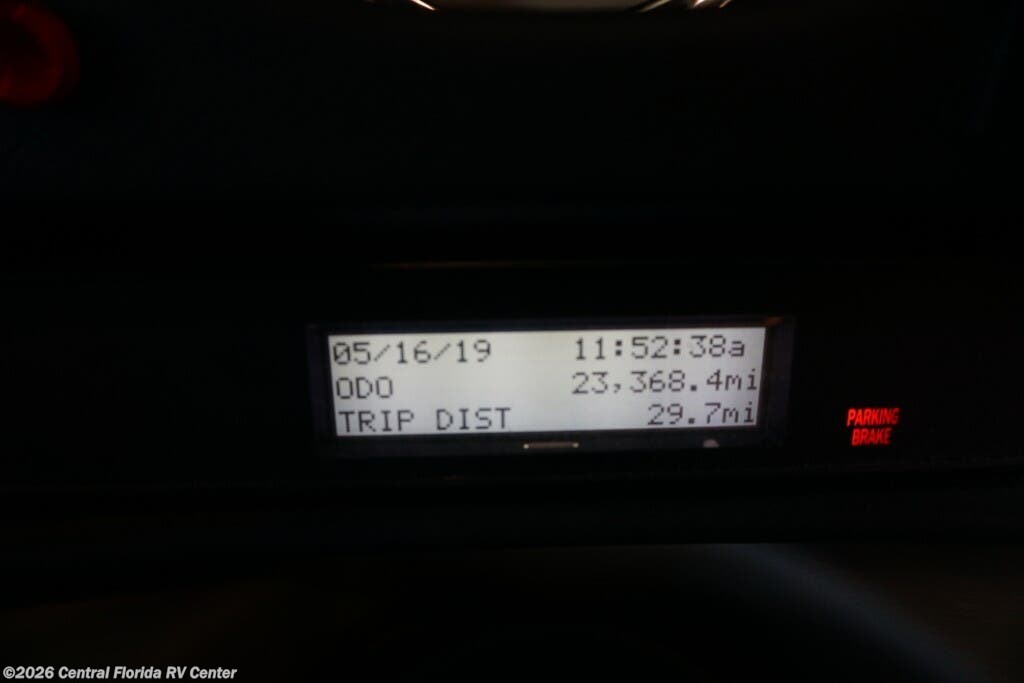 05/16/19 11:52:38a
ODO 23,368.4mi
TRIP DIST 29.7mi
PARKING
BRAKE
©2026 Central Florida RV Center